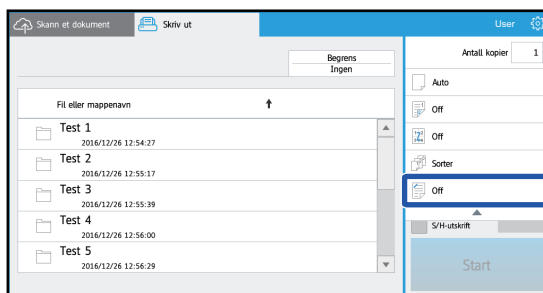 Skann et dokument
Skriv ut
User
Begrens
Ingen
Antall kopier 1
Fil eller mappenavn
Test 1
2016/12/26 12:54:27
Test 2
2016/12/26 12:55:17
Test 3
2016/12/26 12:55:39
Test 4
2016/12/26 12:56:00
Test 5
2016/12/26 12:56:29
Auto
Off
Off
Sorter
Off
S/H-utskrift
Start